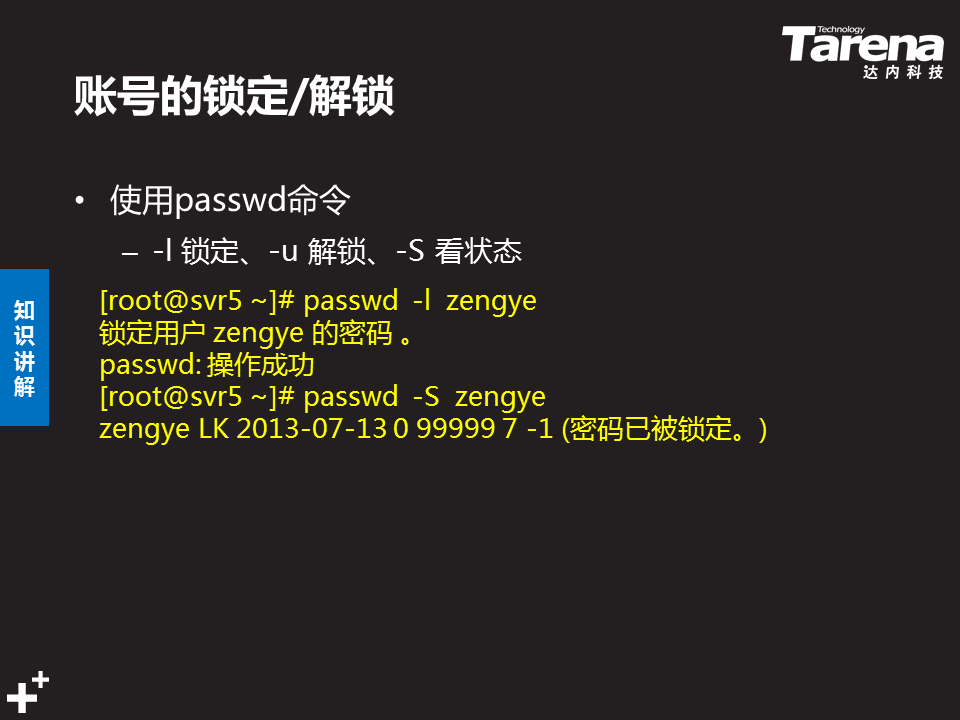 Technology
Tarena
达内科技
账号的锁定/解锁
• 使用passwd命令
– -l 锁定、-u 解锁、-S 看状态
[root@svr5 ~]# passwd -l zengye
锁定用户 zengye 的密码 。
passwd: 操作成功
[root@svr5 ~]# passwd -S zengye
zengye LK 2013-07-13 0 99999 7 -1 (密码已被锁定。)
知识讲解